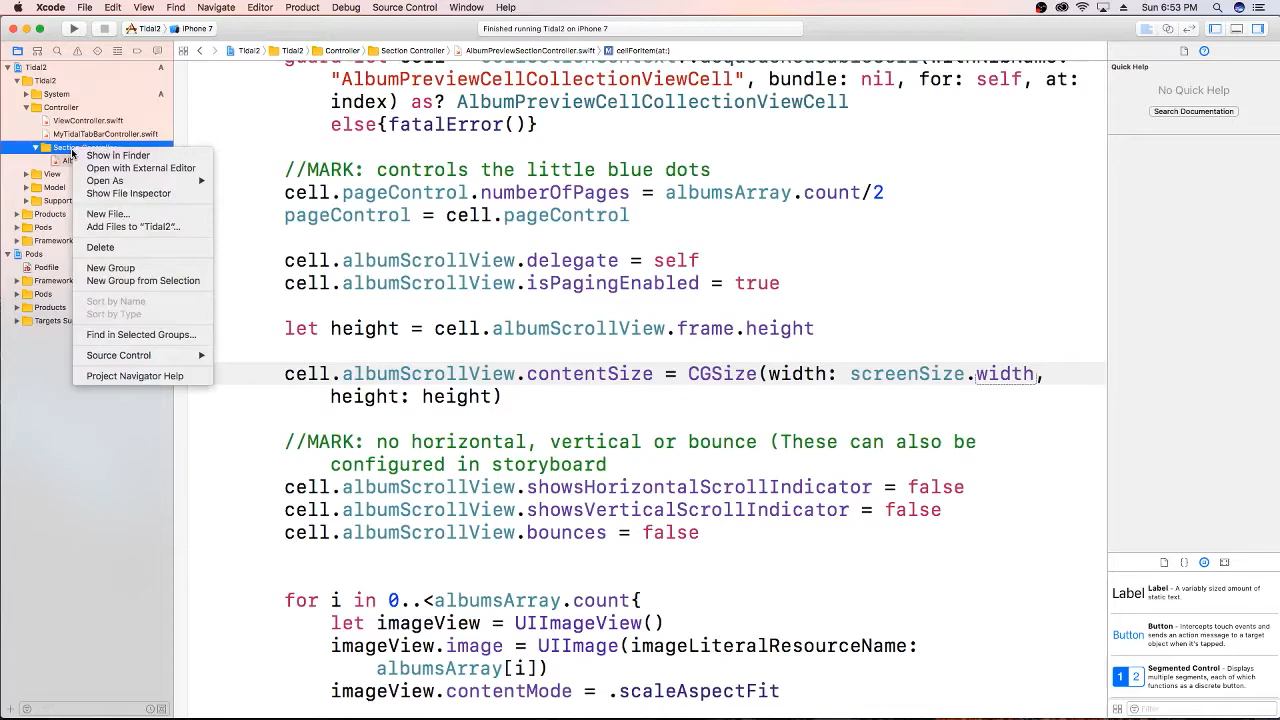 Xcode File Edit View Find Navigate Editor Product Debug Source Control Window Help
Sun 6:53 PM
Tidal2 iPhone 7
Finished running Tidal2 on iPhone 7
Tidal2 Tidal2 Controller Section Controller AlbumPreviewSectionController.swift M cellForItem(at:)
Tidal2 A
Tidal2
System A
Controller
ViewController.swift
MyTidalTabBarController.swift
View
Model
Support
Products
Pods
Framework
Pods
Podfile
Framework
Pods
Products
Targets Su
Show in Finder
Open with External Editor
Open As
Show File Inspector
New File...
Add Files to “Tidal2”...
Delete
New Group
New Group from Selection
Sort by Name
Sort by Type
Find in Selected Groups...
Source Control
Project Navigator Help
"AlbumPreviewCellCollectionViewCell", bundle: nil, for: self, at:
index) as? AlbumPreviewCellCollectionViewCell
else{fatalError()}
//MARK: controls the little blue dots
cell.pageControl.numberOfPages = albumsArray.count/2
pageControl = cell.pageControl
cell.albumScrollView.delegate = self
cell.albumScrollView.isPagingEnabled = true
let height = cell.albumScrollView.frame.height
cell.albumScrollView.contentSize = CGSize(width: screenSize.width,
height: height)
//MARK: no horizontal, vertical or bounce (These can also be
configured in storyboard
cell.albumScrollView.showsHorizontalScrollIndicator = false
cell.albumScrollView.showsVerticalScrollIndicator = false
cell.albumScrollView.bounces = false
for i in 0..<albumsArray.count{
let imageView = UIImageView()
imageView.image = UIImage(imageLiteralResourceName:
albumsArray[i])
imageView.contentMode = .scaleAspectFit
Quick Help
No Quick Help
Search Documentation
Label Label - A variable sized amount of
static text.
Button Button - Intercepts touch events and
sends an action message to a target
object when it's tapped.
1 2 Segmented Control - Displays
multiple segments, each of which
functions as a discrete button.
Filter